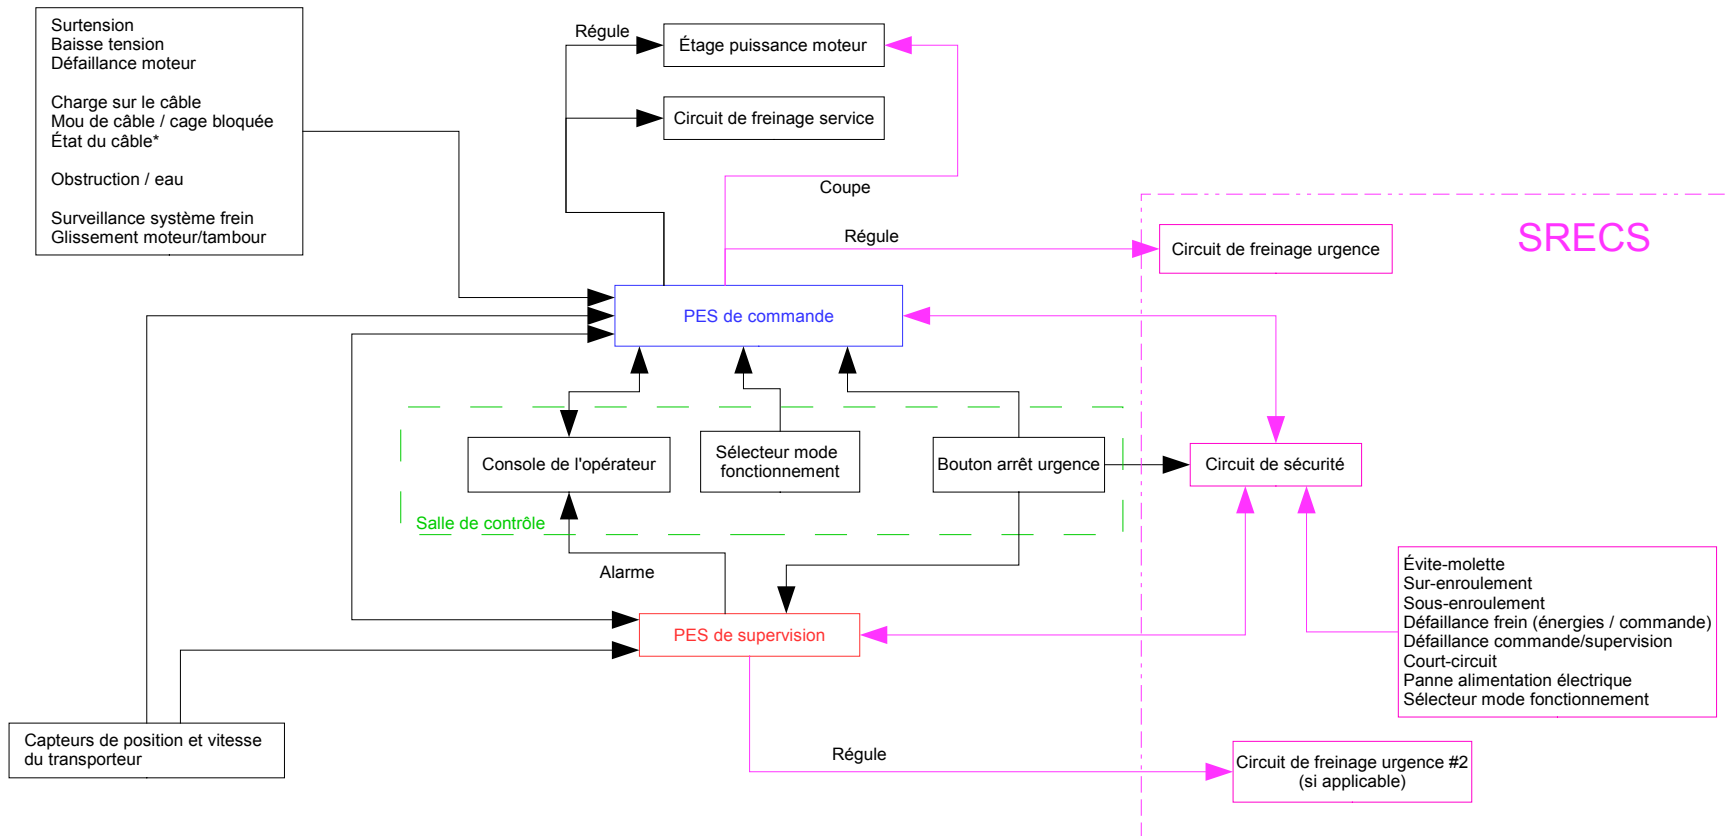 Surtension
Baisse tension
Défaillance moteur
Charge sur le câble
Mou de câble / cage bloquée
État du câble*
Obstruction / eau
Surveillance système frein
Glissement moteur/tambour
Régule
Étage puissance moteur
Circuit de freinage service
Coupe
Régule
Circuit de freinage urgence
SRECS
PES de commande
Console de l'opérateur
Sélecteur mode
fonctionnement
Bouton arrêt urgence
Circuit de sécurité
Salle de contrôle
Alarme
PES de supervision
Évite-molette
Sur-enroulement
Sous-enroulement
Défaillance frein (énergies / commande)
Défaillance commande/supervision
Court-circuit
Panne alimentation électrique
Sélecteur mode fonctionnement
Capteurs de position et vitesse
du transporteur
Régule
Circuit de freinage urgence #2
(si applicable)